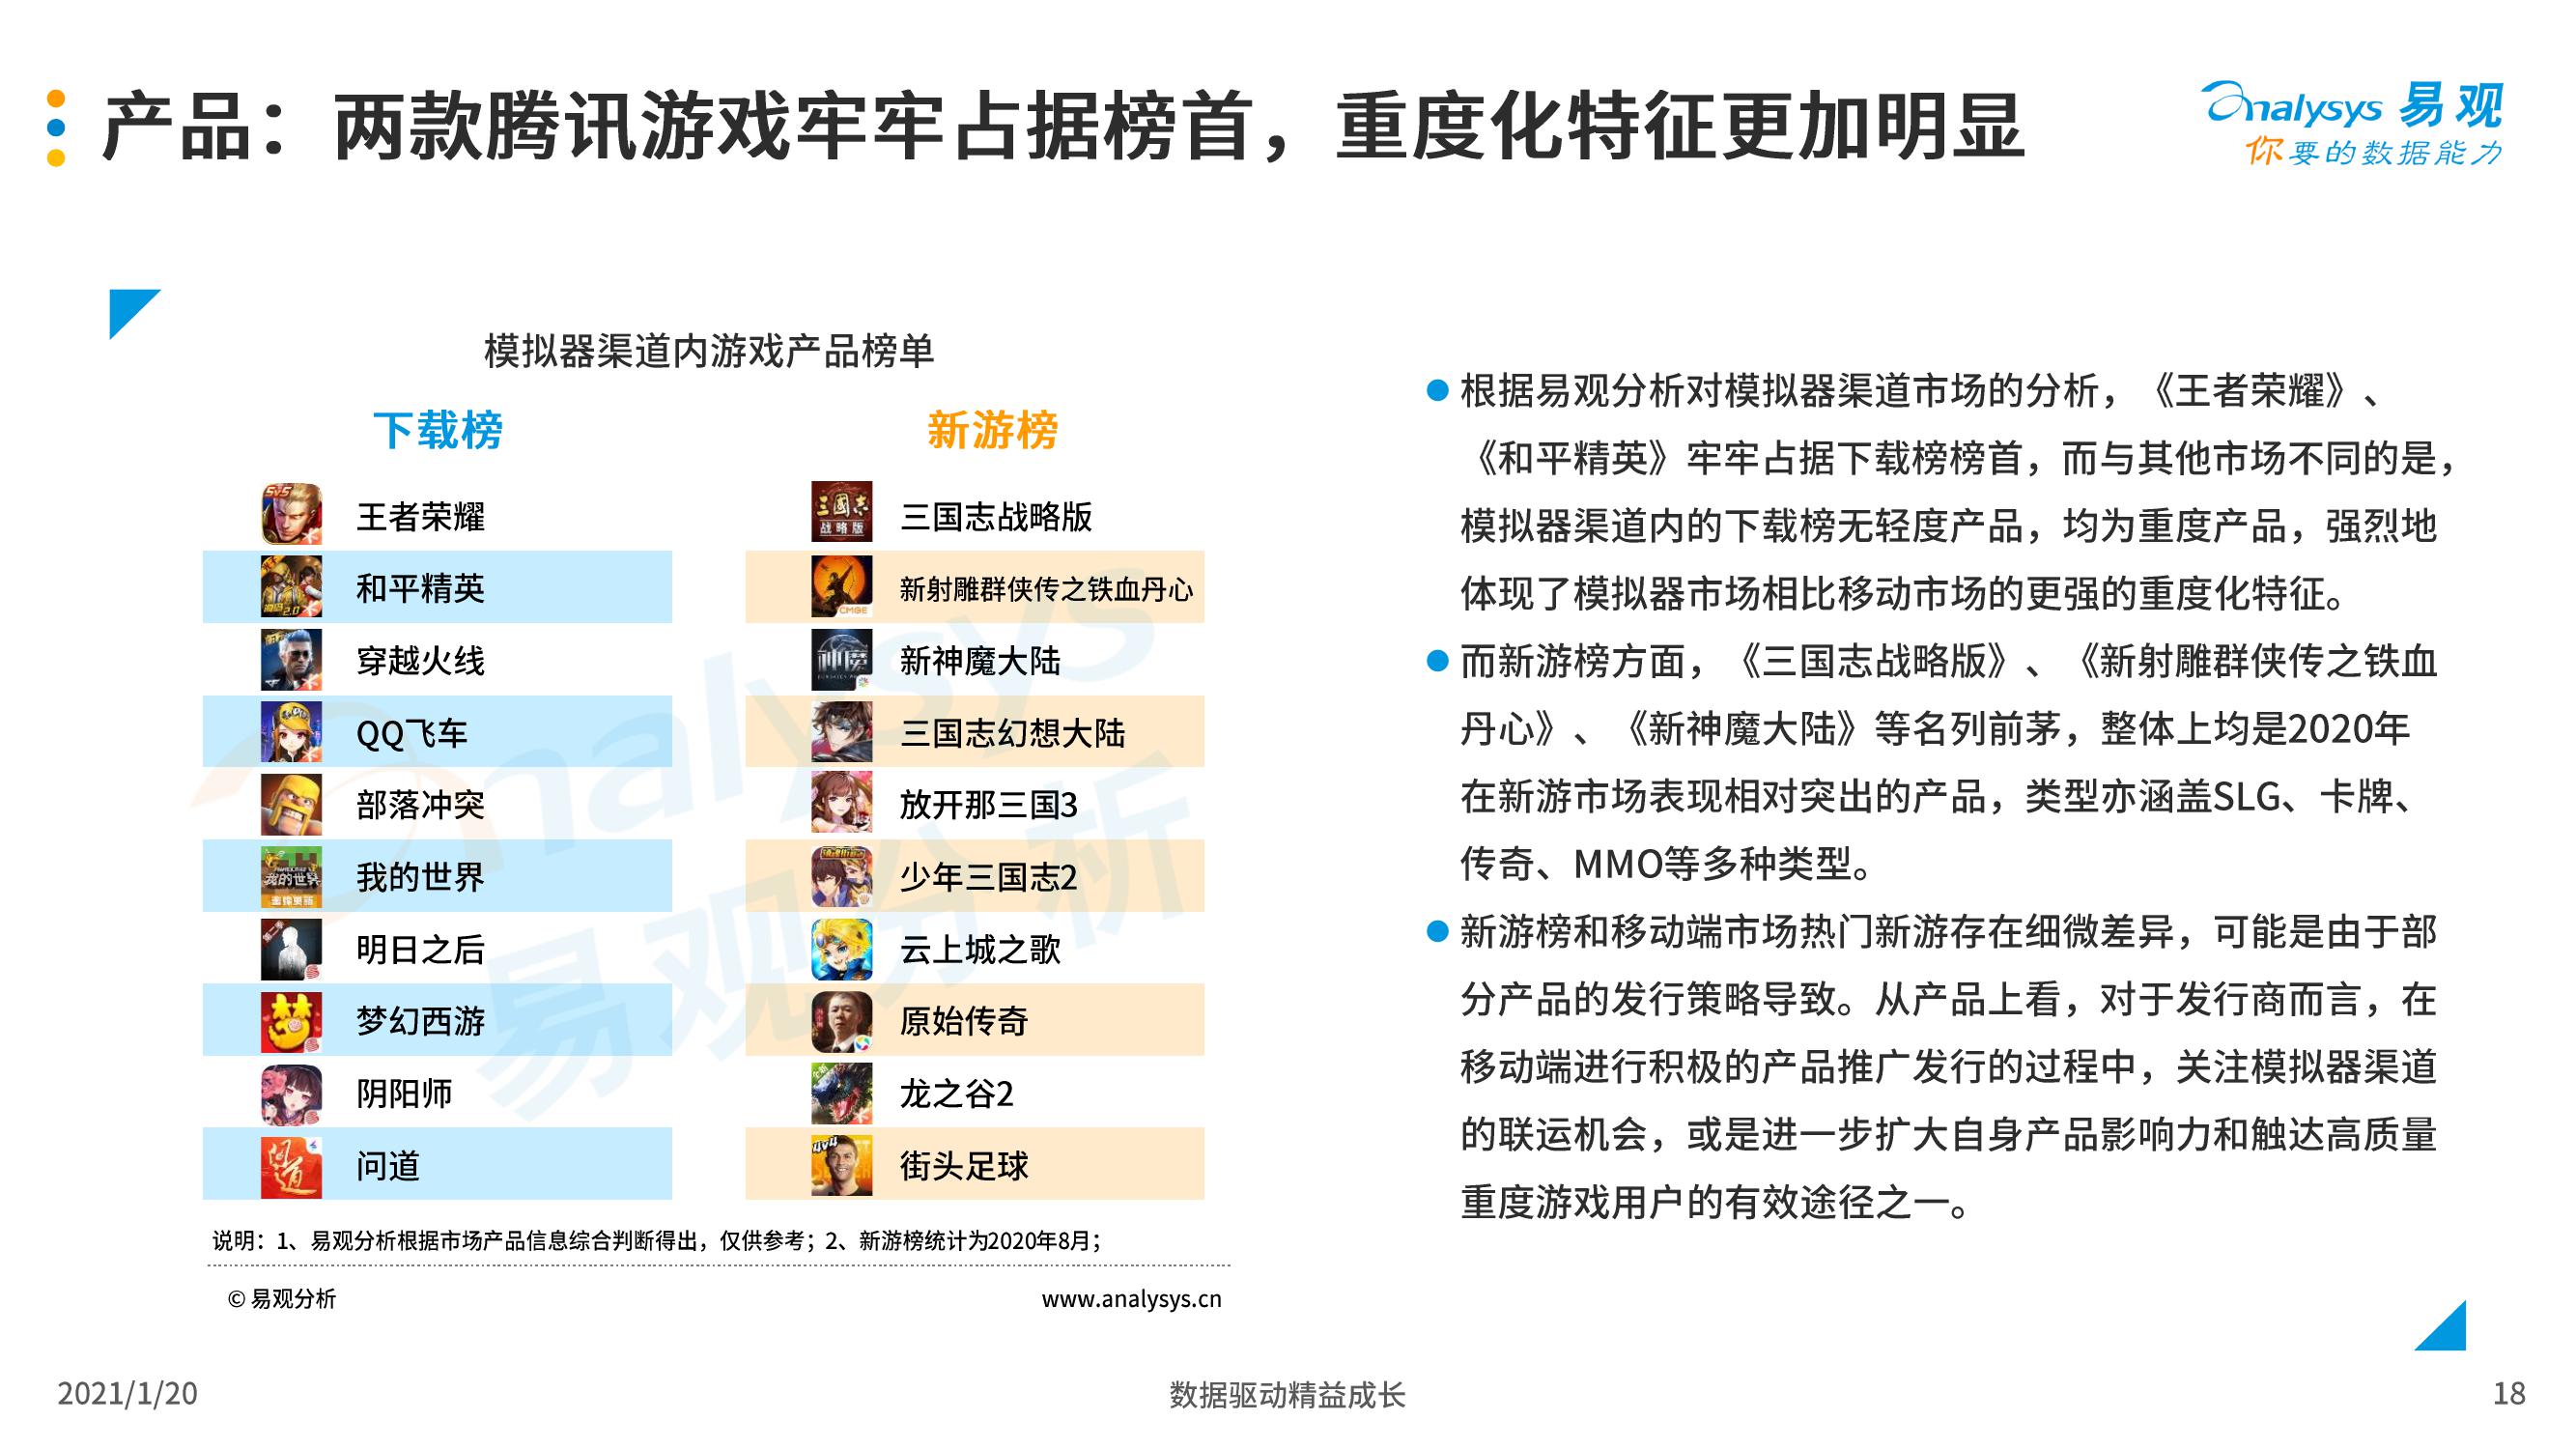 产品：两款腾讯游戏牢牢占据榜首，重度化特征更加明显
analysys 易观
你要的数据能力
模拟器渠道内游戏产品榜单
下载榜
王者荣耀
和平精英
穿越火线
QQ飞车
部落冲突
我的世界
明日之后
梦幻西游
阴阳师
问道
新游榜
三国志战略版
新射雕群侠传之铁血丹心
新神魔大陆
三国志幻想大陆
放开那三国3
少年三国志2
云上城之歌
原始传奇
龙之谷2
街头足球
说明：1、易观分析根据市场产品信息综合判断得出，仅供参考；2、新游榜统计为2020年8月；
© 易观分析
www.analysys.cn
根据易观分析对模拟器渠道市场的分析，《王者荣耀》、
《和平精英》牢牢占据下载榜榜首，而与其他市场不同的是，
模拟器渠道内的下载榜无轻度产品，均为重度产品，强烈地
体现了模拟器市场相比移动市场的更强的重度化特征。
而新游榜方面，《三国志战略版》、《新射雕群侠传之铁血
丹心》、《新神魔大陆》等名列前茅，整体上均是2020年
在新游市场表现相对突出的产品，类型亦涵盖SLG、卡牌、
传奇、MMO等多种类型。
新游榜和移动端市场热门新游存在细微差异，可能是由于部
分产品的发行策略导致。从产品上看，对于发行商而言，在
移动端进行积极的产品推广发行的过程中，关注模拟器渠道
的联运机会，或是进一步扩大自身产品影响力和触达高质量
重度游戏用户的有效途径之一。
2021/1/20
数据驱动精益成长
18